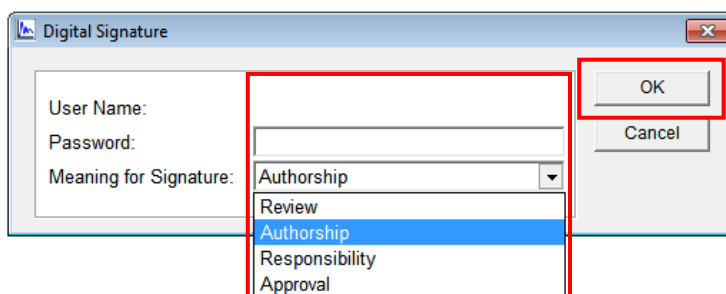 Digital Signature
User Name:
OK
Password:
Cancel
Meaning for Signature: Authorship
Review
Authorship
Responsibility
Approval